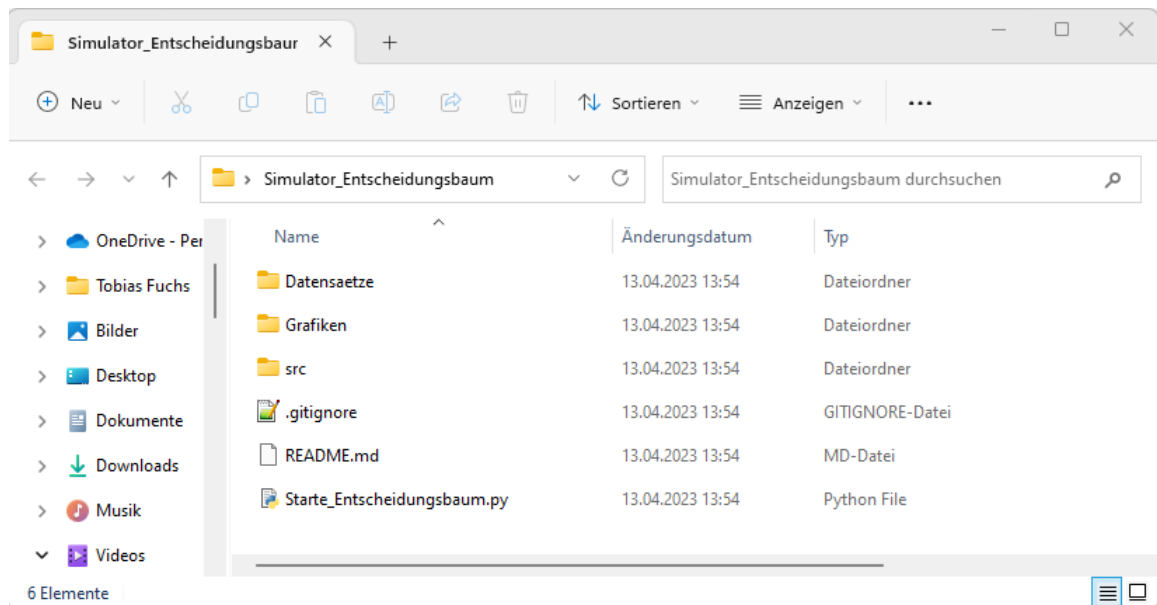 Simulator_Entscheidungsbaur
Neu Sortieren Anzeigen
Simulator_Entscheidungsbaum Simulator_Entscheidungsbaum durchsuchen
OneDrive - Per
Tobias Fuchs
Bilder
Desktop
Dokumente
Downloads
Musik
Videos
Name Änderungsdatum Typ
Datensaetze 13.04.2023 13:54 Dateiordner
Grafiken 13.04.2023 13:54 Dateiordner
src 13.04.2023 13:54 Dateiordner
.gitignore 13.04.2023 13:54 GITIGNORE-Datei
README.md 13.04.2023 13:54 MD-Datei
Starte_Entscheidungsbaum.py 13.04.2023 13:54 Python File
6 Elemente